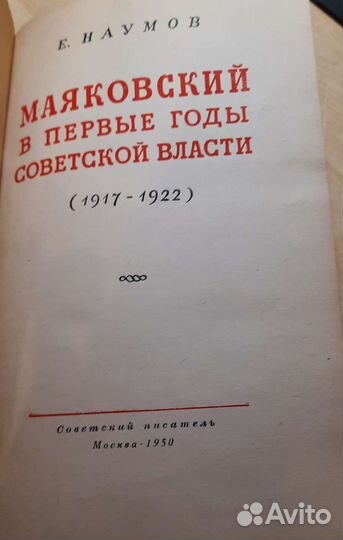 Е. НАУМОВ
МАЯКОВСКИЙ
В ПЕРВЫЕ ГОДЫ
СОВЕТСКОЙ ВЛАСТИ
(1917-1922)
Советский писатель
Москва·1950
Avito